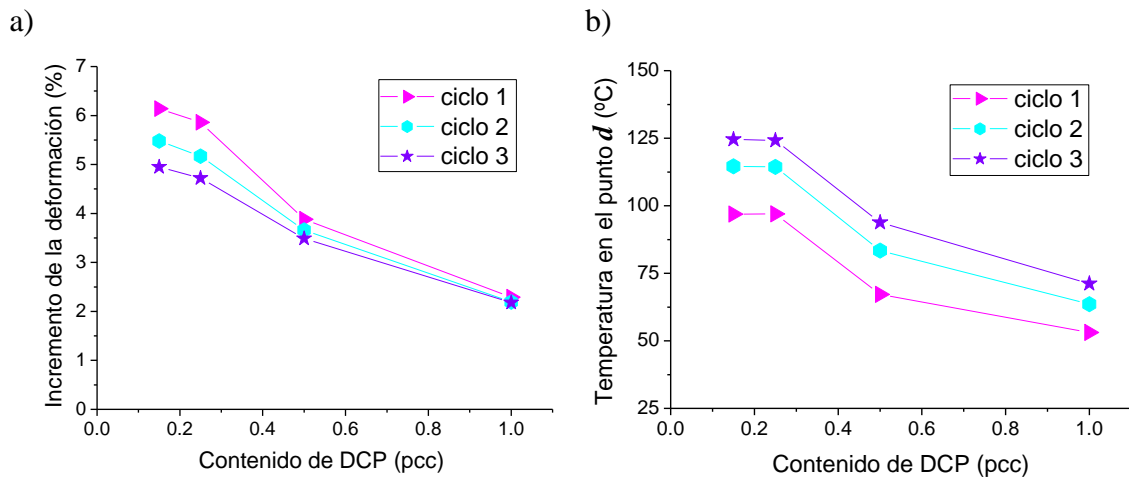 a)
Incremento de la deformación (%)
7
6
5
4
3
2
1
0
0.0 0.2 0.4 0.6 0.8 1.0
Contenido de DCP (pcc)
ciclo 1
ciclo 2
ciclo 3
b)
Temperatura en el punto d (ºC)
150
125
100
75
50
25
0.0 0.2 0.4 0.6 0.8 1.0
Contenido de DCP (pcc)
ciclo 1
ciclo 2
ciclo 3